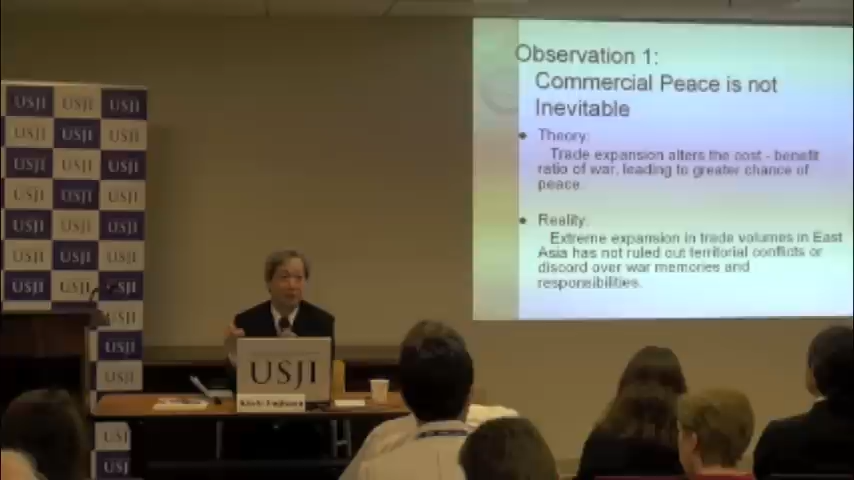 Observation 1:
Commercial Peace is not
Inevitable
• Theory:
Trade expansion alters the cost - benefit
ratio of war, leading to greater chance of
peace.
• Reality:
Extreme expansion in trade volumes in East
Asia has not ruled out territorial conflicts or
discord over war memories and
responsibilities.
USJI USJI USJI
USJI USJI USJI
USJI USJI USJI
USJI USJI USJI
USJI USJI USJI
USJI USJI USJI
USJI USJI USJI
USJI
USJI
USJI
USJI
USJI
USJI